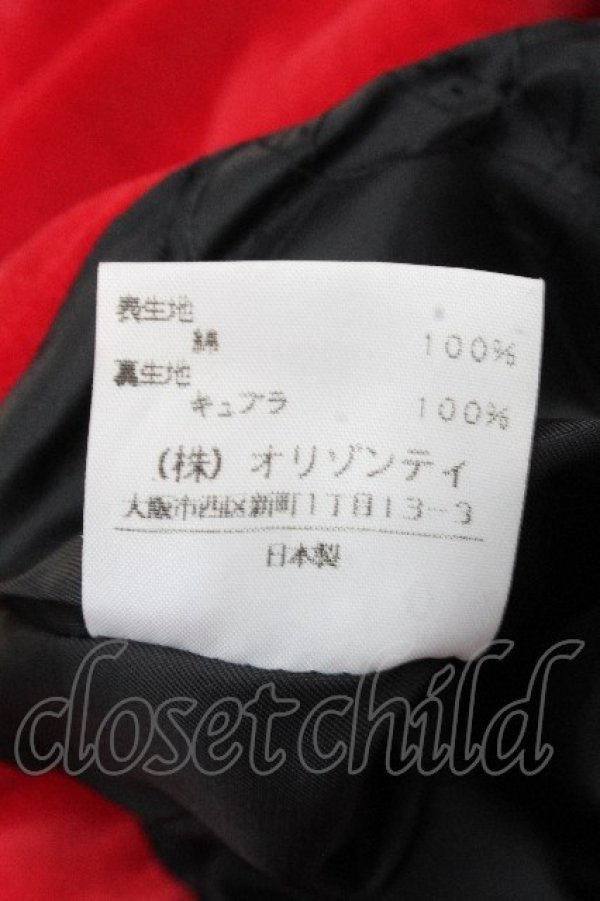 表生地
綿 100%
裏生地
キュアラ 100%
(株)オリゾンティ
大阪市西区新町1丁目13-3
日本製
closetchild